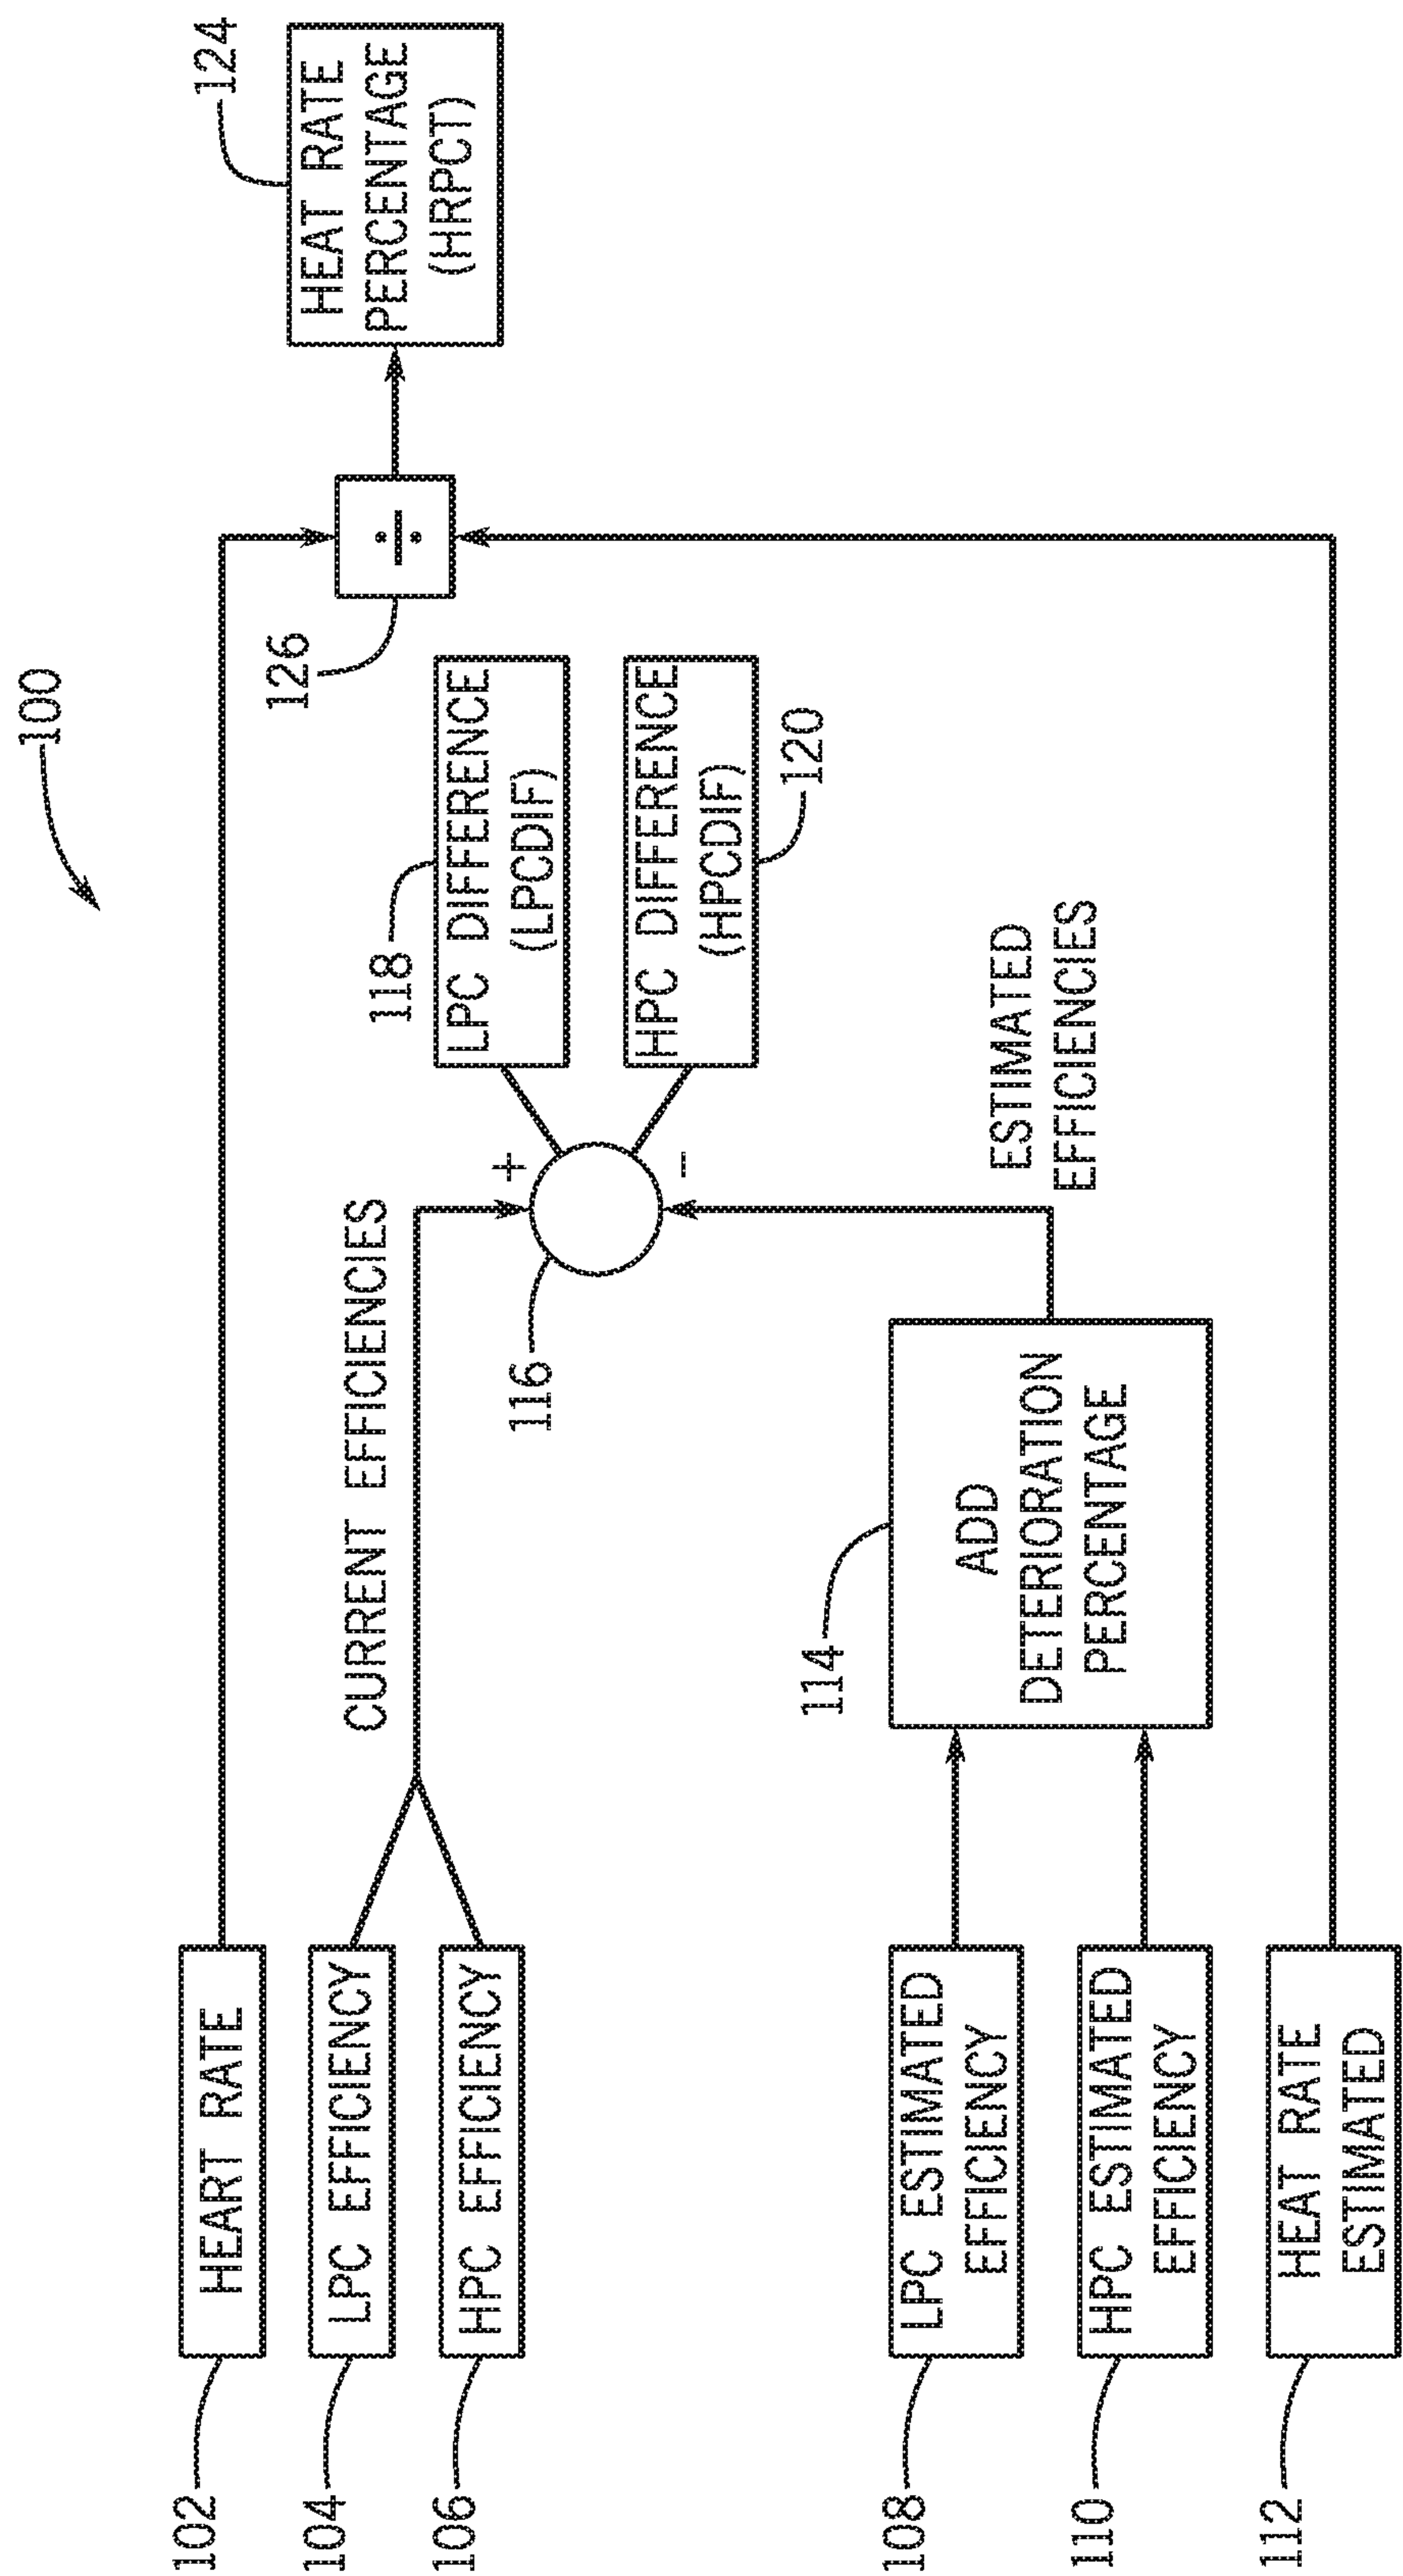 100
102
HEART RATE
104
LPC EFFICIENCY
106
HPC EFFICIENCY
CURRENT EFFICIENCIES
116
+
−
118
LPC DIFFERENCE
(LPCDIF)
HPC DIFFERENCE
(HPCDIF)
120
126
÷
124
HEAT RATE
PERCENTAGE
(HRPCT)
108
LPC ESTIMATED
EFFICIENCY
110
HPC ESTIMATED
EFFICIENCY
112
HEAT RATE
ESTIMATED
114
ADD
DETERIORATION
PERCENTAGE
ESTIMATED
EFFICIENCIES